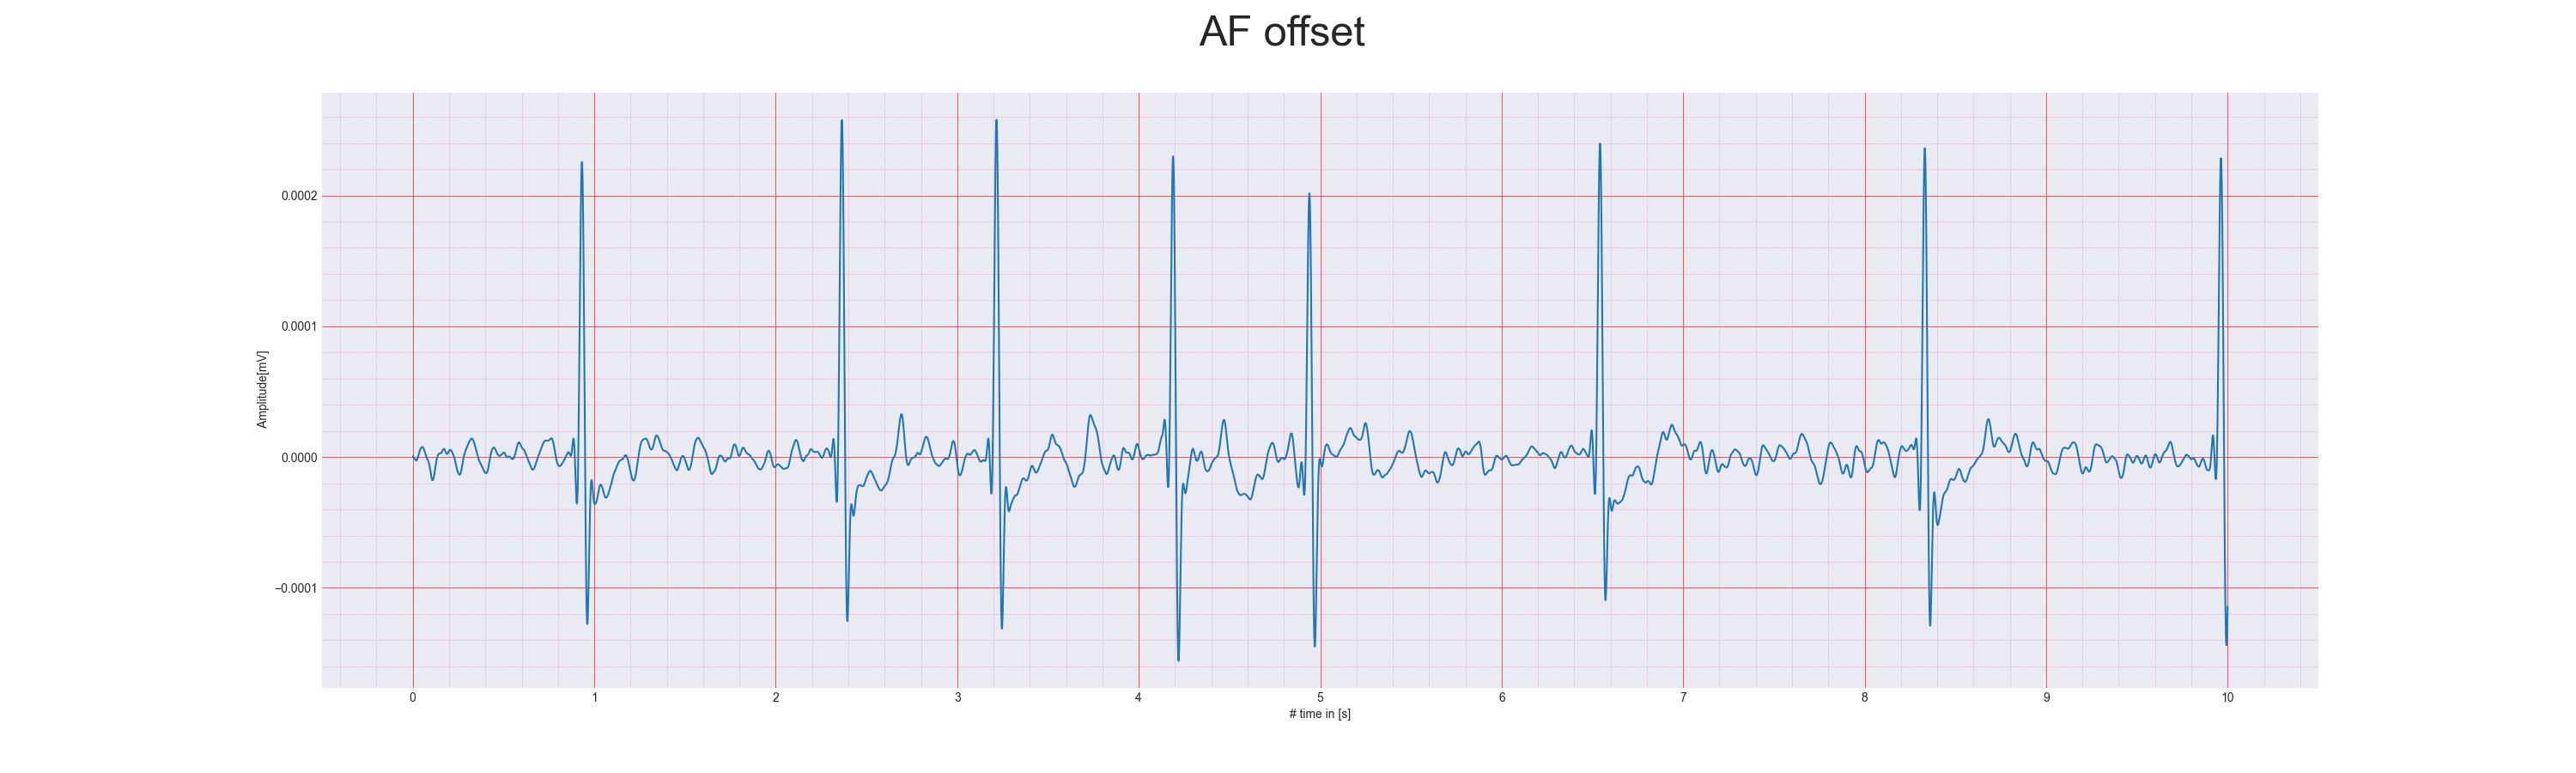 AF offset
0.0002
0.0001
Amplitude[mV]
0.0000
−0.0001
0 1 2 3 4 5 6 7 8 9 10
# time in [s]